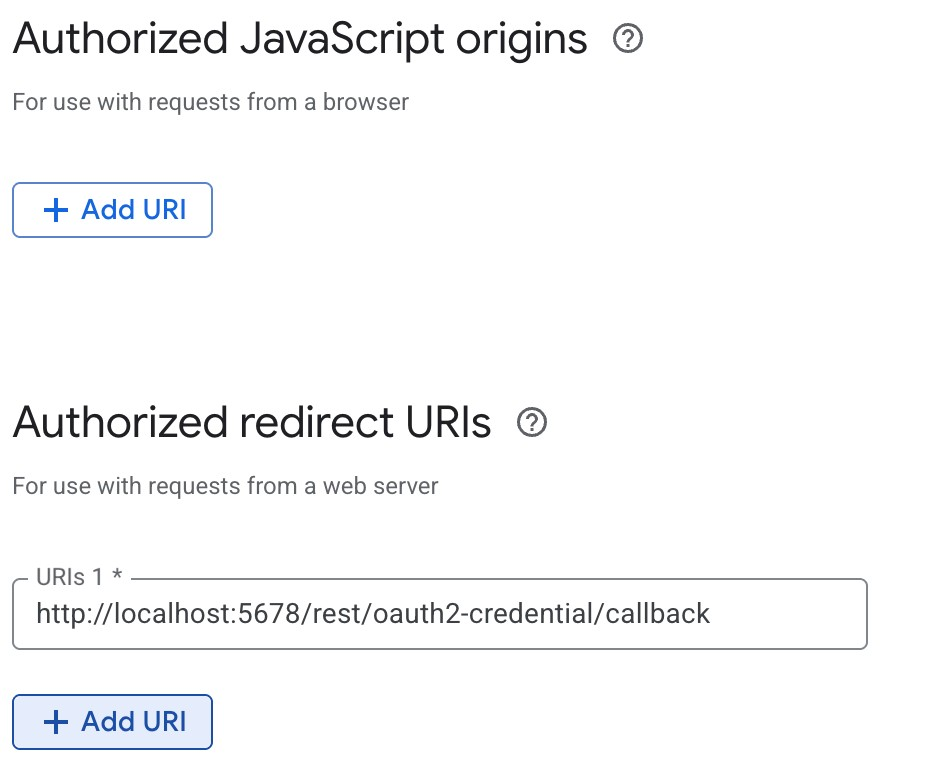 Authorized JavaScript origins
For use with requests from a browser
+ Add URI
Authorized redirect URIs
For use with requests from a web server
URIs 1 *
http://localhost:5678/rest/oauth2-credential/callback
+ Add URI